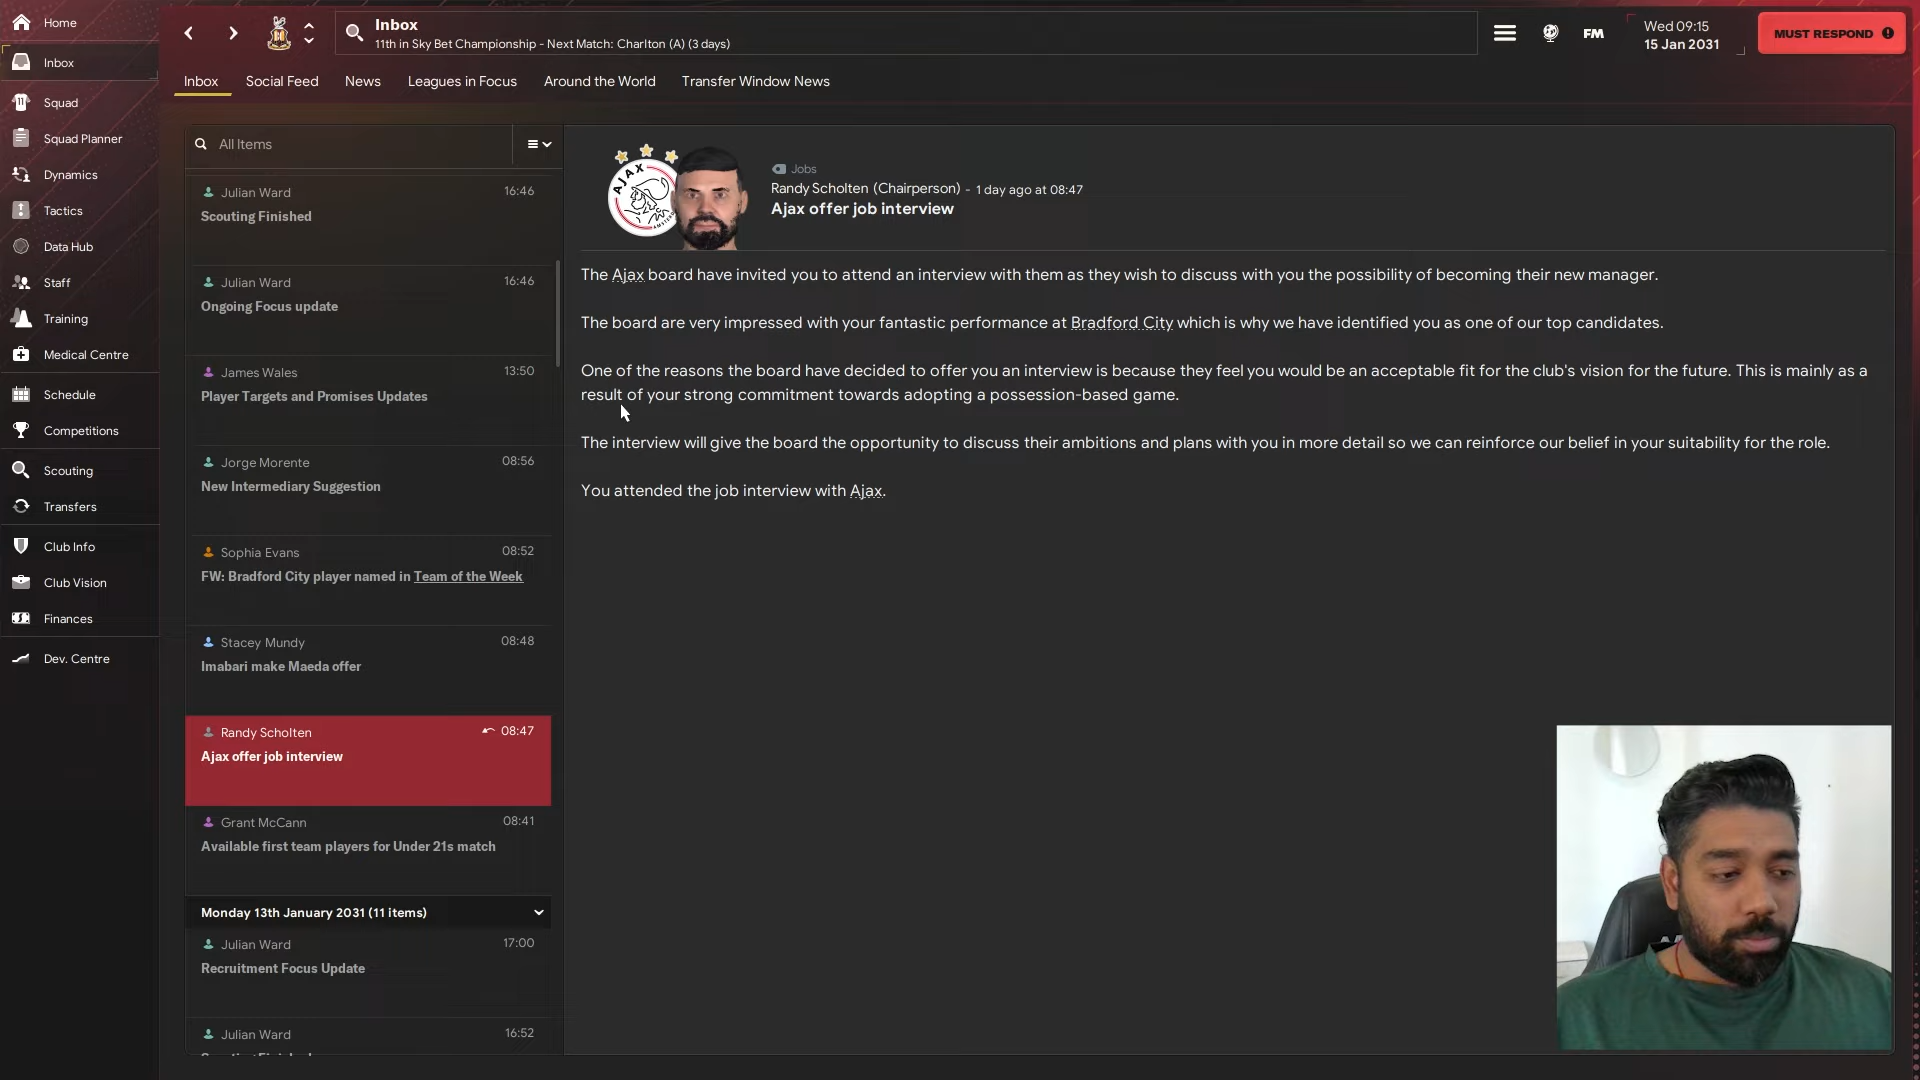 Home
Inbox
Squad
Squad Planner
Dynamics
Tactics
Data Hub
Staff
Training
Medical Centre
Schedule
Competitions
Scouting
Transfers
Club Info
Club Vision
Finances
Dev. Centre
Inbox
11th in Sky Bet Championship - Next Match: Charlton (A) (3 days)
FM
Wed 09:15
15 Jan 2031
MUST RESPOND
Inbox Social Feed News Leagues in Focus Around the World Transfer Window News
All Items
Julian Ward 16:46
Scouting Finished
Julian Ward 16:46
Ongoing Focus update
James Wales 13:50
Player Targets and Promises Updates
Jorge Morente 08:56
New Intermediary Suggestion
Sophia Evans 08:52
FW: Bradford City player named in Team of the Week
Stacey Mundy 08:48
Imabari make Maeda offer
Randy Scholten 08:47
Ajax offer job interview
Grant McCann 08:41
Available first team players for Under 21s match
Monday 13th January 2031 (11 items)
Julian Ward 17:00
Recruitment Focus Update
Julian Ward 16:52
AJAX
Jobs
Randy Scholten (Chairperson) - 1 day ago at 08:47
Ajax offer job interview
The Ajax board have invited you to attend an interview with them as they wish to discuss with you the possibility of becoming their new manager.
The board are very impressed with your fantastic performance at Bradford City which is why we have identified you as one of our top candidates.
One of the reasons the board have decided to offer you an interview is because they feel you would be an acceptable fit for the club's vision for the future. This is mainly as a
result of your strong commitment towards adopting a possession-based game.
The interview will give the board the opportunity to discuss their ambitions and plans with you in more detail so we can reinforce our belief in your suitability for the role.
You attended the job interview with Ajax.